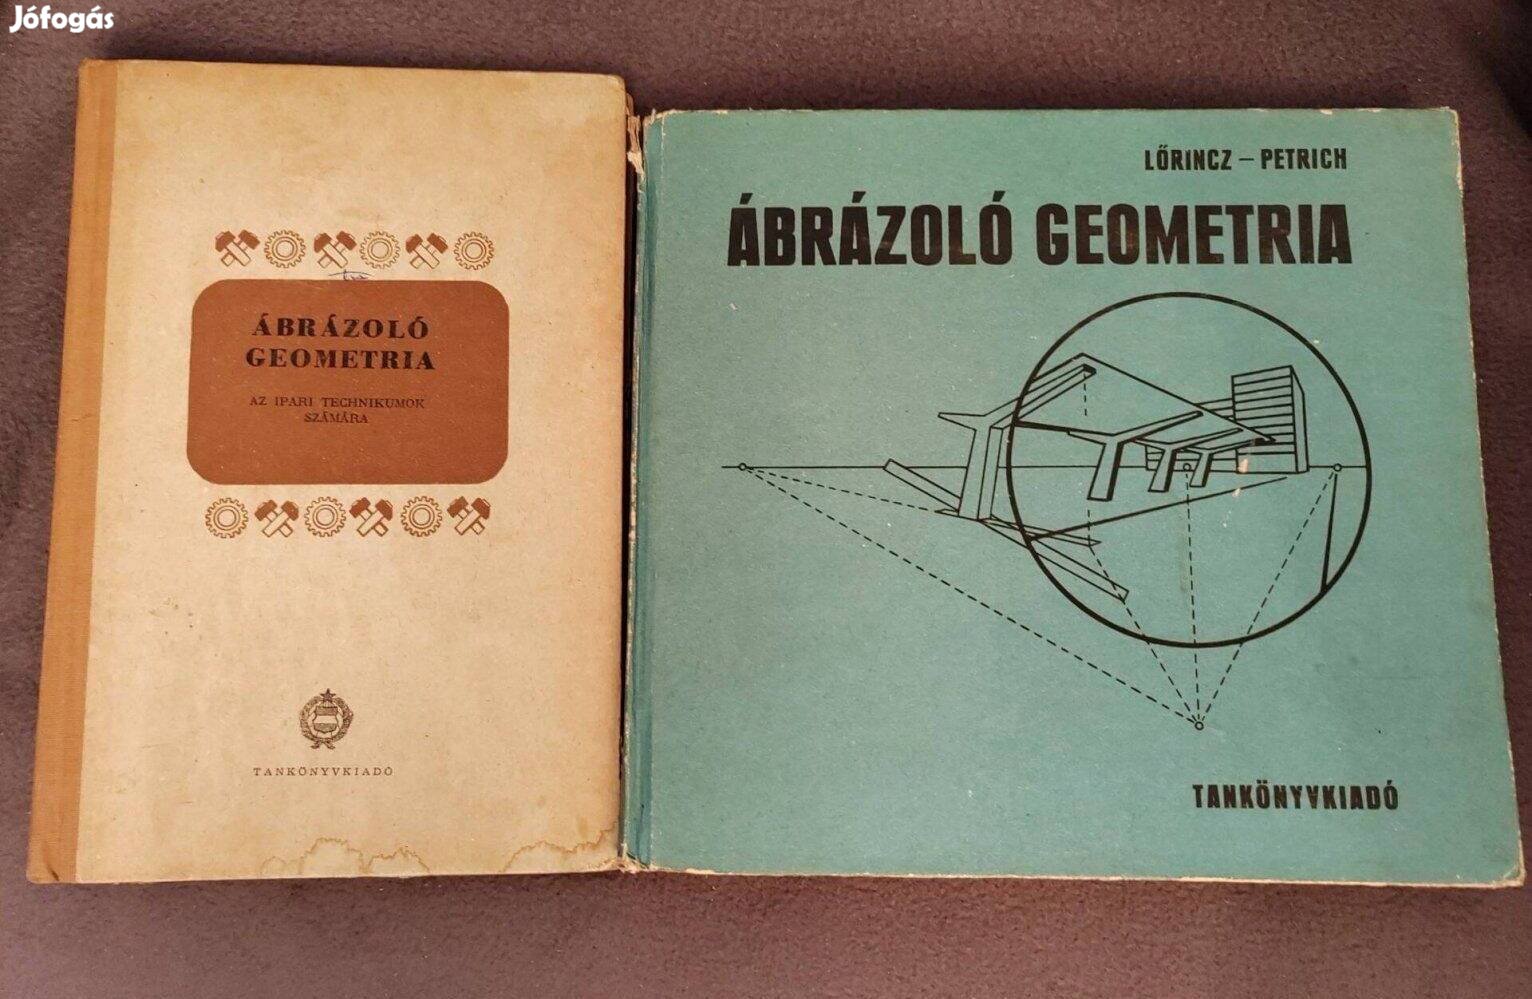 Jófogás
ÁBRÁZOLÓ
GEOMETRIA
AZ IPARI TECHNIKUMOK
SZÁMÁRA
TANKÖNYVKIADÓ
LŐRINCZ – PETRICH
ÁBRÁZOLÓ GEOMETRIA
TANKÖNYVKIADÓ